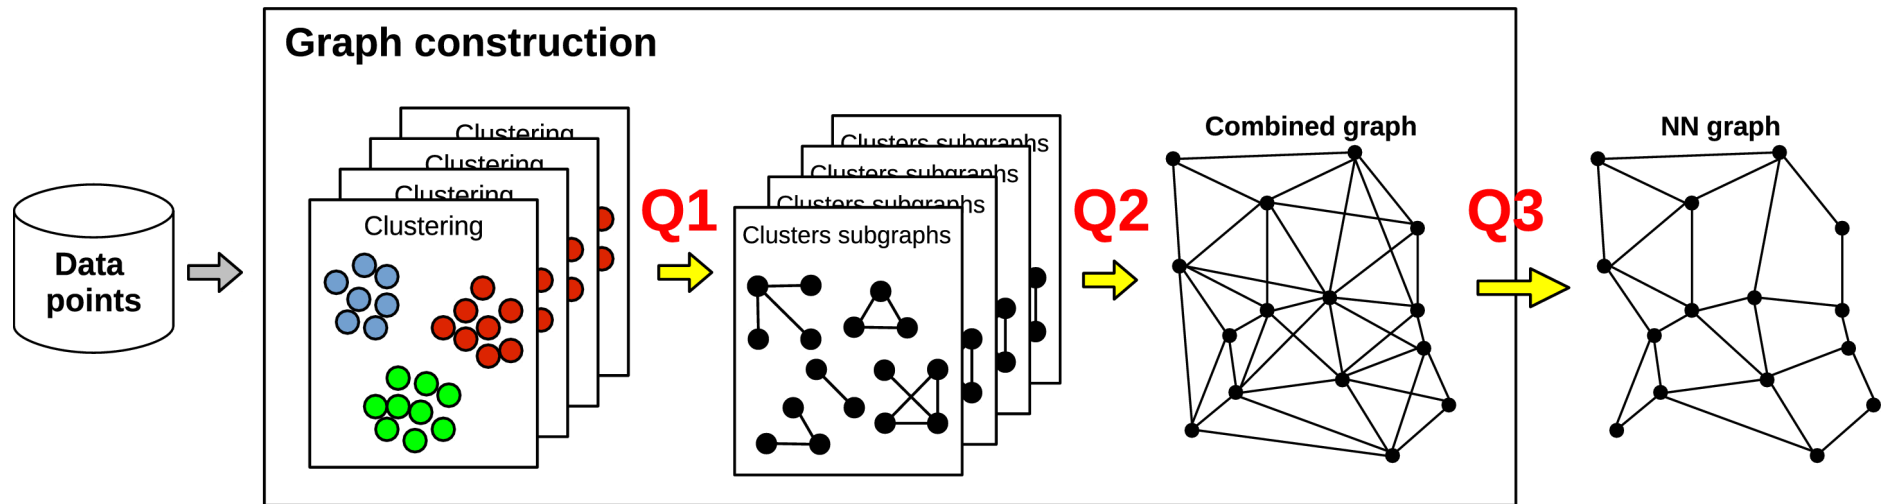 Graph construction
Data
points
Clustering
Clustering
Clustering
Clustering
Q1
Clusters subgraphs
Clusters subgraphs
Clusters subgraphs
Clusters subgraphs
Q2
Combined graph
Q3
NN graph